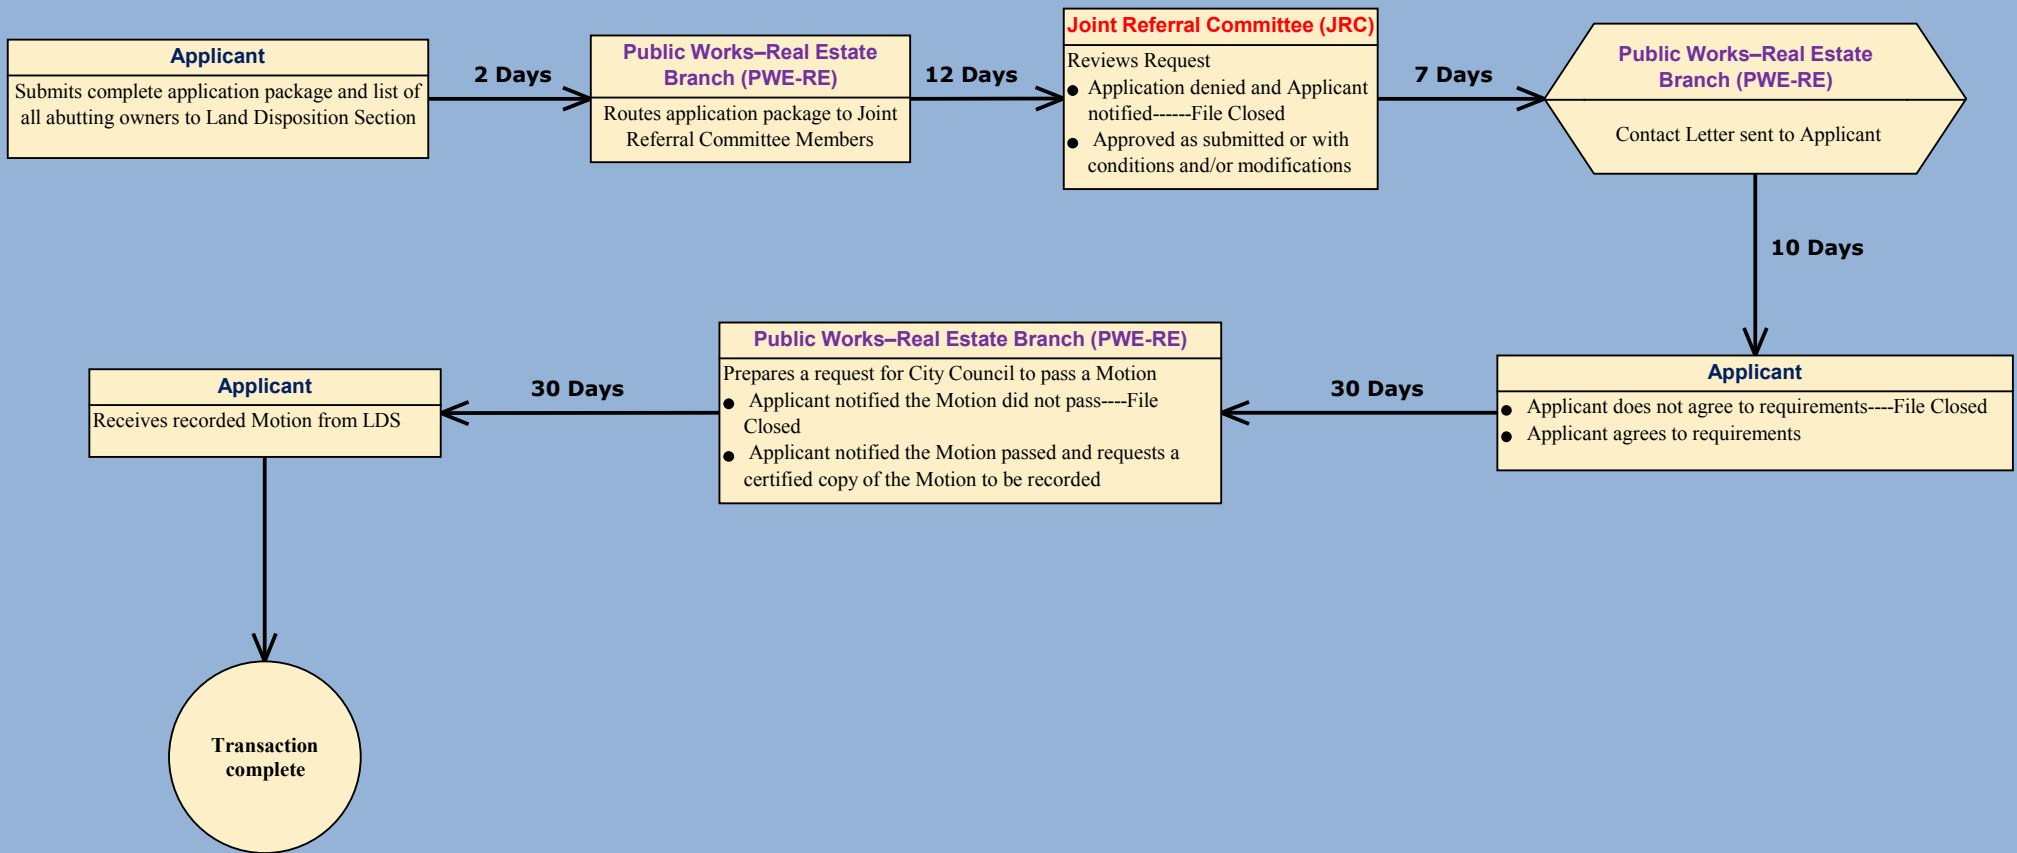 Applicant
Submits complete application package and list of
all abutting owners to Land Disposition Section
2 Days
Public Works–Real Estate
Branch (PWE-RE)
Routes application package to Joint
Referral Committee Members
12 Days
Joint Referral Committee (JRC)
Reviews Request
● Application denied and Applicant
notified------File Closed
● Approved as submitted or with
conditions and/or modifications
7 Days
Public Works–Real Estate
Branch (PWE-RE)
Contact Letter sent to Applicant
10 Days
Applicant
● Applicant does not agree to requirements----File Closed
● Applicant agrees to requirements
30 Days
Public Works–Real Estate Branch (PWE-RE)
Prepares a request for City Council to pass a Motion
● Applicant notified the Motion did not pass----File
Closed
● Applicant notified the Motion passed and requests a
certified copy of the Motion to be recorded
30 Days
Applicant
Receives recorded Motion from LDS
Transaction
complete